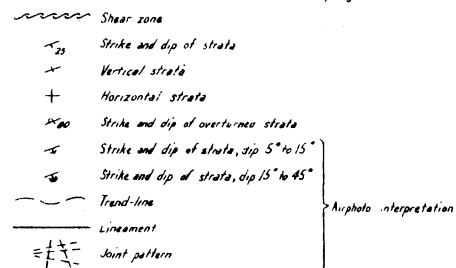 Shear zone
25
Strike and dip of strata
Vertical strata
Horizontal strata
80
Strike and dip of overturned strata
Strike and dip of strata, dip 5° to 15°
Strike and dip of strata, dip 15° to 45°
Trend-line
Airphoto interpretation
Lineament
Joint pattern